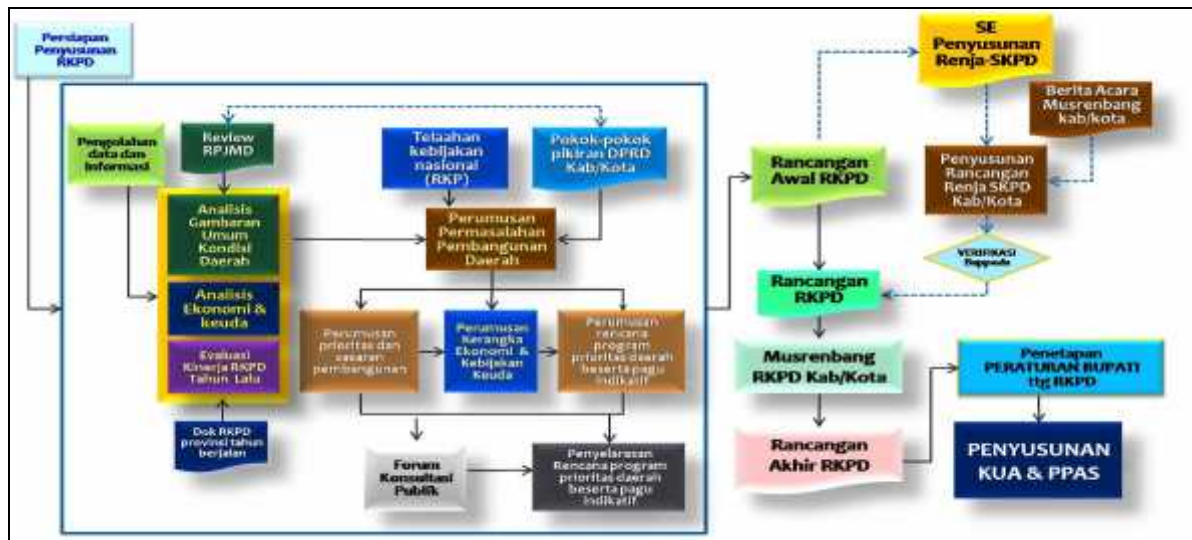 Persiapan
Penyusunan
RKPD
Pengolahan
data dan
Informasi
Review
RPJMD
Telaahan
kebijakan
nasional
(RKP)
Pokok-pokok
pikiran DPRD
Kab/Kota
Analisis
Gambaran
Umum
Kondisi
Daerah
Analisis
Ekonomi &
keuda
Evaluasi
Kinerja RKPD
Tahun Lalu
Dok RKPD
provinsi tahun
berjalan
Perumusan
Permasalahan
Pembangunan
Daerah
Perumusan
prioritas dan
sasaran
pembangunan
Perumusan
Kerangka
Ekonomi &
Kebijakan
Keuda
Perumusan
rencana
program
prioritas daerah
beserta pagu
indikatif
Forum
Konsultasi
Publik
Penyelarasan
Rencana program
prioritas daerah
beserta pagu
indikatif
Rancangan
Awal RKPD
SE
Penyusunan
Renja-SKPD
Berita Acara
Musrenbang
kab/kota
Penyusunan
Rancangan
Renja SKPD
Kab/Kota
VERIFIKASI
Bappeda
Rancangan
RKPD
Musrenbang
RKPD Kab/Kota
Rancangan
Akhir RKPD
Penetapan
PERATURAN BUPATI
ttg RKPD
PENYUSUNAN
KUA & PPAS